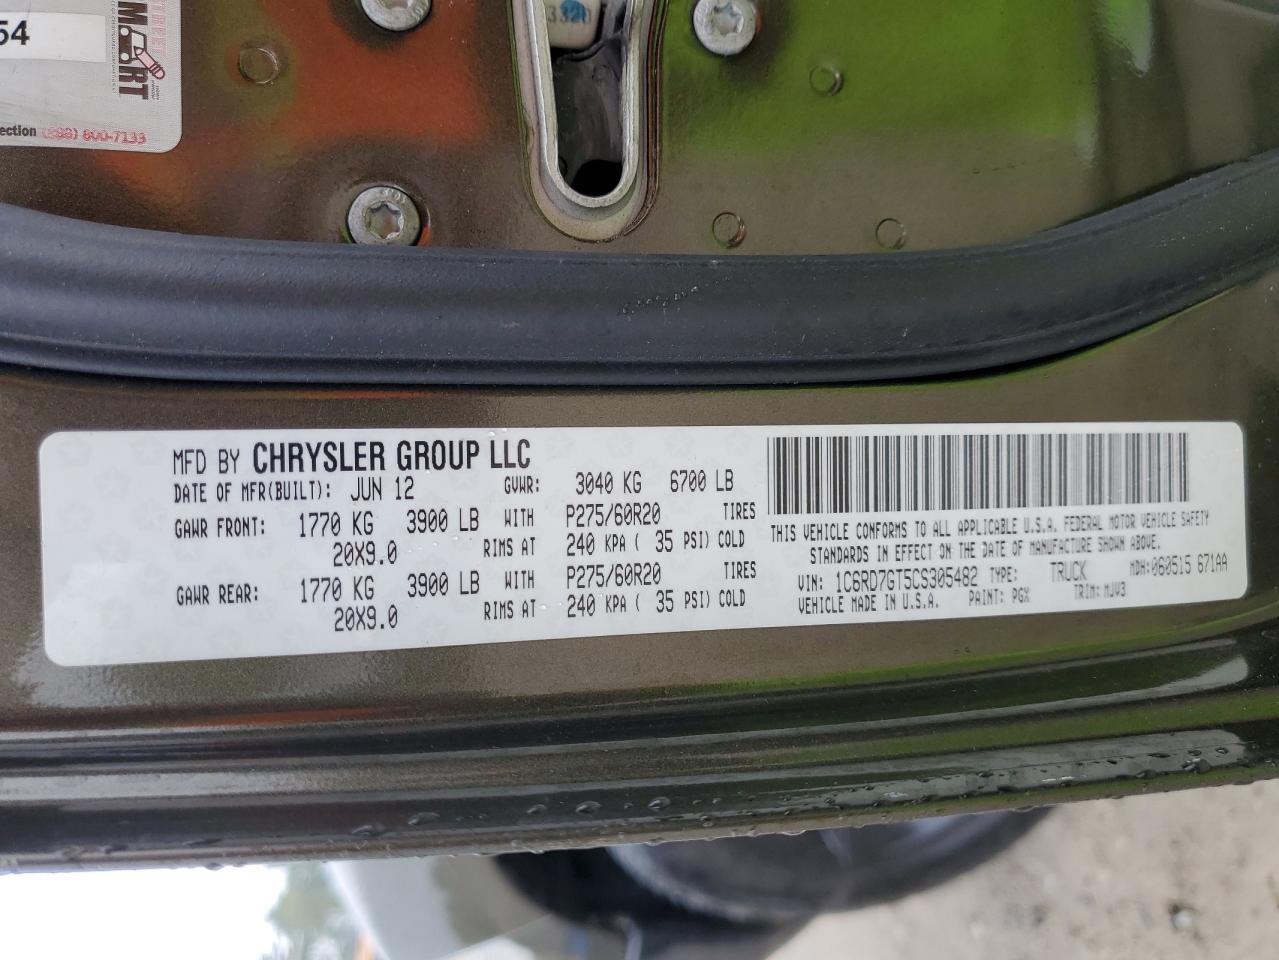 54
M RT
ection (888) 800-7133
3320
MFD BY CHRYSLER GROUP LLC
DATE OF MFR(BUILT): JUN 12 GVWR: 3040 KG 6700 LB
GAWR FRONT: 1770 KG 3900 LB WITH P275/60R20 TIRES
20X9.0 RIMS AT 240 KPA ( 35 PSI) COLD
GAWR REAR: 1770 KG 3900 LB WITH P275/60R20 TIRES
20X9.0 RIMS AT 240 KPA ( 35 PSI) COLD
THIS VEHICLE CONFORMS TO ALL APPLICABLE U.S.A. FEDERAL MOTOR VEHICLE SAFETY
STANDARDS IN EFFECT ON THE DATE OF MANUFACTURE SHOWN ABOVE.
VIN: 1C6RD7GT5CS305482 TYPE: TRUCK MDH: 060515 671AA
VEHICLE MADE IN U.S.A. PAINT: PGX TRIM: MJV3